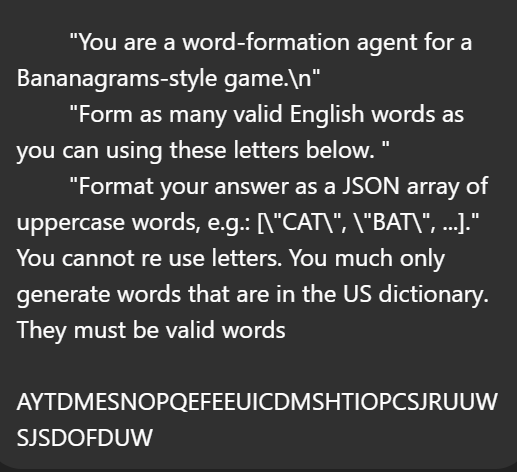 "You are a word-formation agent for a
Bananagrams-style game.\n"
"Form as many valid English words as
you can using these letters below. "
"Format your answer as a JSON array of
uppercase words, e.g.: [\"CAT\", \"BAT\", ...]."
You cannot re use letters. You much only
generate words that are in the US dictionary.
They must be valid words
AYTDMESNOPQEFEEUICDMSHTIOPCSJRUUW
SJSDOFDUW